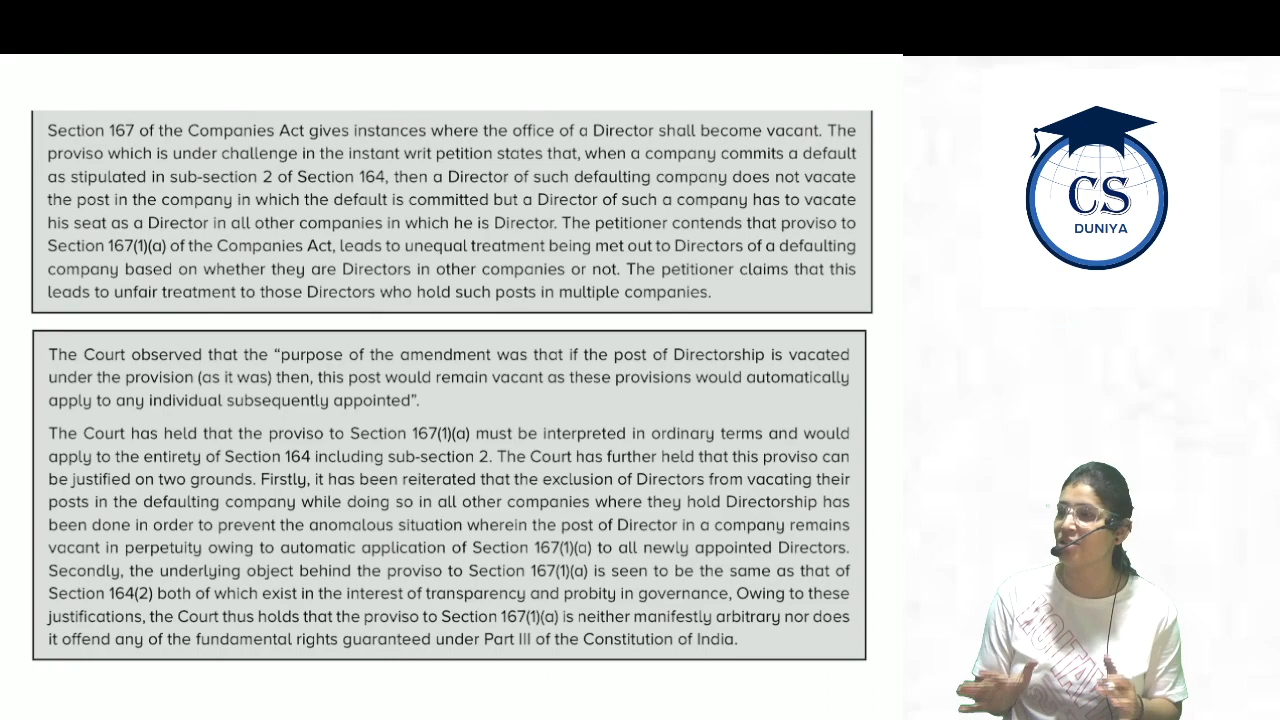 Section 167 of the Companies Act gives instances where the office of a Director shall become vacant. The
proviso which is under challenge in the instant writ petition states that, when a company commits a default
as stipulated in sub-section 2 of Section 164, then a Director of such defaulting company does not vacate
the post in the company in which the default is committed but a Director of such a company has to vacate
his seat as a Director in all other companies in which he is Director. The petitioner contends that proviso to
Section 167(1)(a) of the Companies Act, leads to unequal treatment being met out to Directors of a defaulting
company based on whether they are Directors in other companies or not. The petitioner claims that this
leads to unfair treatment to those Directors who hold such posts in multiple companies.
The Court observed that the “purpose of the amendment was that if the post of Directorship is vacated
under the provision (as it was) then, this post would remain vacant as these provisions would automatically
apply to any individual subsequently appointed”.
The Court has held that the proviso to Section 167(1)(a) must be interpreted in ordinary terms and would
apply to the entirety of Section 164 including sub-section 2. The Court has further held that this proviso can
be justified on two grounds. Firstly, it has been reiterated that the exclusion of Directors from vacating their
posts in the defaulting company while doing so in all other companies where they hold Directorship has
been done in order to prevent the anomalous situation wherein the post of Director in a company remains
vacant in perpetuity owing to automatic application of Section 167(1)(a) to all newly appointed Directors.
Secondly, the underlying object behind the proviso to Section 167(1)(a) is seen to be the same as that of
Section 164(2) both of which exist in the interest of transparency and probity in governance, Owing to these
justifications, the Court thus holds that the proviso to Section 167(1)(a) is neither manifestly arbitrary nor does
it offend any of the fundamental rights guaranteed under Part III of the Constitution of India.
CS
DUNIYA